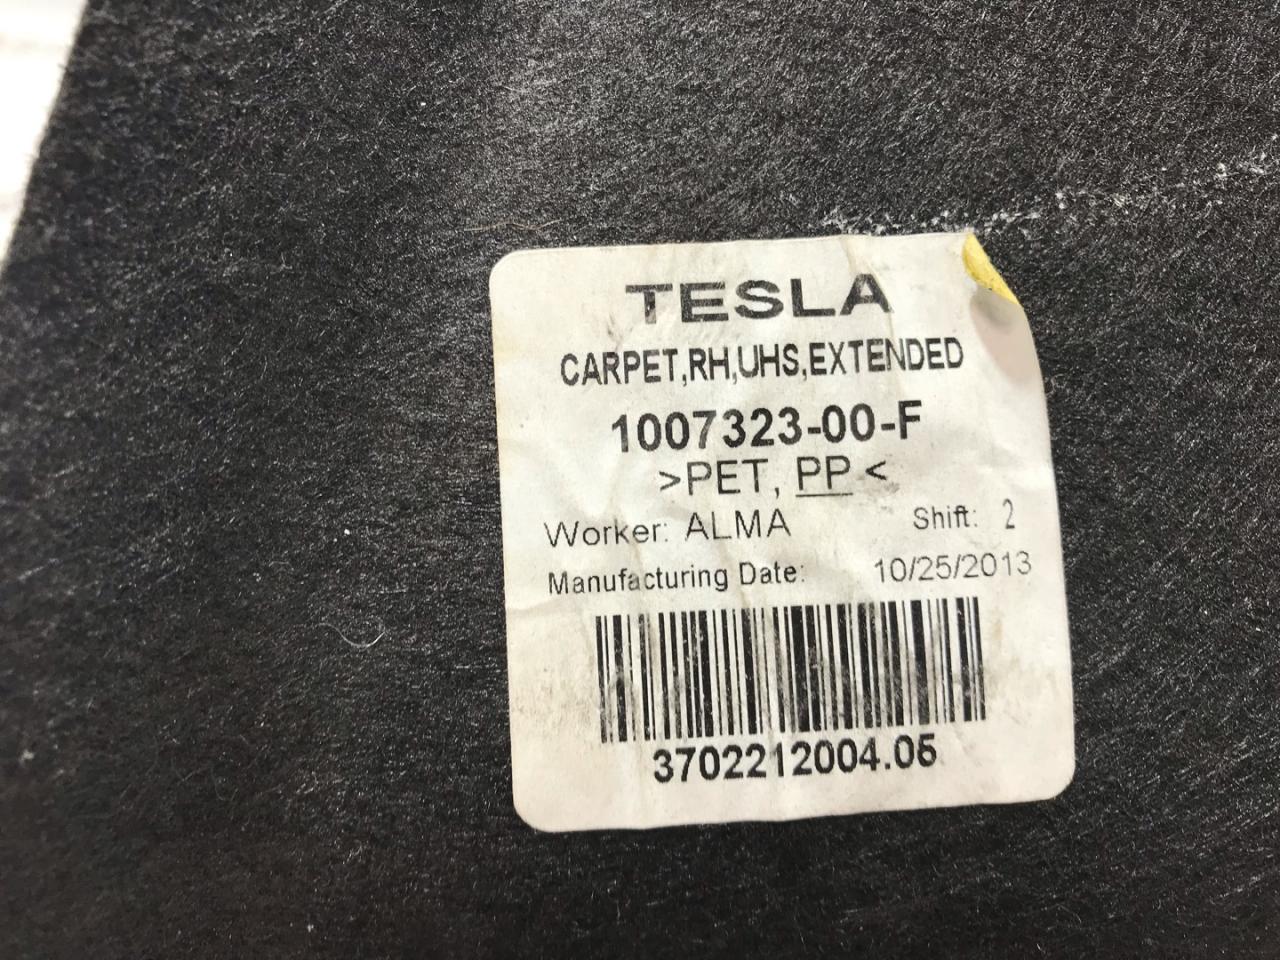 TESLA
CARPET,RH,UHS,EXTENDED
1007323-00-F
>PET, PP <
Worker: ALMA Shift: 2
Manufacturing Date: 10/25/2013
3702212004.05